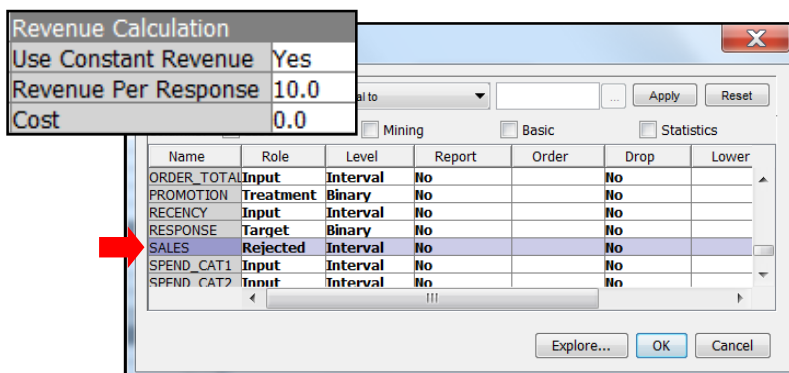 Revenue Calculation
Use Constant Revenue Yes
Revenue Per Response 10.0
Cost 0.0
X
al to ... Apply Reset
Mining Basic Statistics
Name Role Level Report Order Drop Lower
ORDER_TOTAL Input Interval No No
PROMOTION Treatment Binary No No
RECENCY Input Interval No No
RESPONSE Target Binary No No
SALES Rejected Interval No No
SPEND_CAT1 Input Interval No No
SPEND_CAT2 Input Interval No No
Explore... OK Cancel